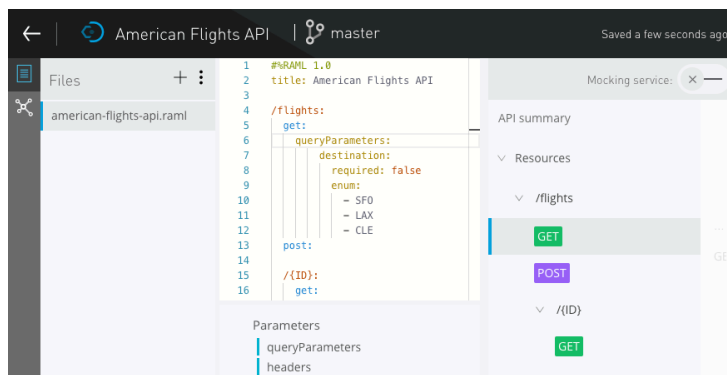 American Flights API
master
Saved a few seconds ago
Files
american-flights-api.raml
1 #%RAML 1.0
2 title: American Flights API
3
4 /flights:
5 get:
6 queryParameters:
7 destination:
8 required: false
9 enum:
10 - SFO
11 - LAX
12 - CLE
13 post:
14
15 /{ID}:
16 get:
Parameters
queryParameters
headers
Mocking service:
API summary
Resources
/flights
GET
POST
/{ID}
GET